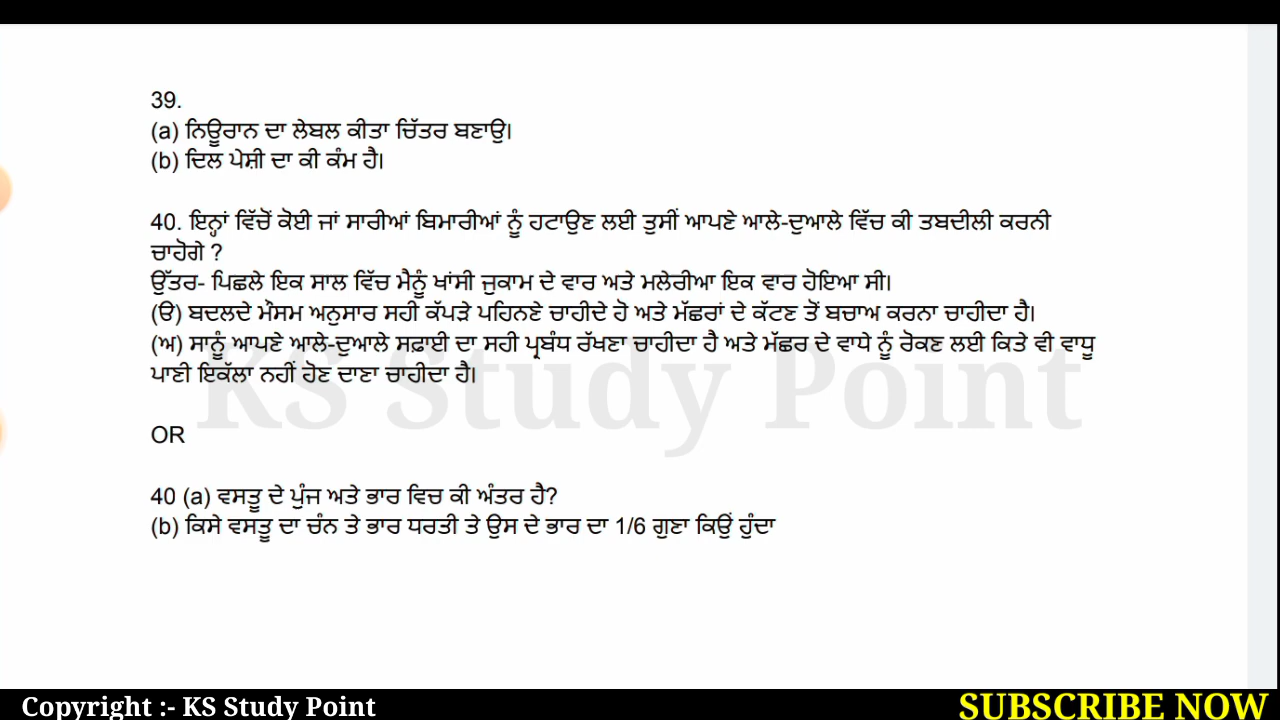 39.
(a) ਨਿਊਰਾਨ ਦਾ ਲੇਬਲ ਕੀਤਾ ਚਿੱਤਰ ਬਣਾਉ।
(b) ਦਿਲ ਪੇਸ਼ੀ ਦਾ ਕੀ ਕੰਮ ਹੈ।
40. ਇਨ੍ਹਾਂ ਵਿੱਚੋਂ ਕੋਈ ਜਾਂ ਸਾਰੀਆਂ ਬਿਮਾਰੀਆਂ ਨੂੰ ਹਟਾਉਣ ਲਈ ਤੁਸੀਂ ਆਪਣੇ ਆਲੇ-ਦੁਆਲੇ ਵਿੱਚ ਕੀ ਤਬਦੀਲੀ ਕਰਨੀ
ਚਾਹੋਗੇ ?
ਉੱਤਰ- ਪਿਛਲੇ ਇਕ ਸਾਲ ਵਿੱਚ ਮੈਨੂੰ ਖਾਂਸੀ ਜੁਕਾਮ ਦੇ ਵਾਰ ਅਤੇ ਮਲੇਰੀਆ ਇਕ ਵਾਰ ਹੋਇਆ ਸੀ।
(ੳ) ਬਦਲਦੇ ਮੌਸਮ ਅਨੁਸਾਰ ਸਹੀ ਕੱਪੜੇ ਪਹਿਨਣੇ ਚਾਹੀਦੇ ਹੋ ਅਤੇ ਮੱਛਰਾਂ ਦੇ ਕੱਟਣ ਤੋਂ ਬਚਾਅ ਕਰਨਾ ਚਾਹੀਦਾ ਹੈ।
(ਅ) ਸਾਨੂੰ ਆਪਣੇ ਆਲੇ-ਦੁਆਲੇ ਸਫ਼ਾਈ ਦਾ ਸਹੀ ਪ੍ਰਬੰਧ ਰੱਖਣਾ ਚਾਹੀਦਾ ਹੈ ਅਤੇ ਮੱਛਰ ਦੇ ਵਾਧੇ ਨੂੰ ਰੋਕਣ ਲਈ ਕਿਤੇ ਵੀ ਵਾਧੂ
ਪਾਣੀ ਇਕੱਲਾ ਨਹੀਂ ਹੋਣ ਦਾਣਾ ਚਾਹੀਦਾ ਹੈ।
KS Study Point
OR
40 (a) ਵਸਤੂ ਦੇ ਪੁੰਜ ਅਤੇ ਭਾਰ ਵਿਚ ਕੀ ਅੰਤਰ ਹੈ?
(b) ਕਿਸੇ ਵਸਤੂ ਦਾ ਚੰਨ ਤੇ ਭਾਰ ਧਰਤੀ ਤੇ ਉਸ ਦੇ ਭਾਰ ਦਾ 1/6 ਗੁਣਾ ਕਿਉਂ ਹੁੰਦਾ
Copyright :- KS Study Point
SUBSCRIBE NOW